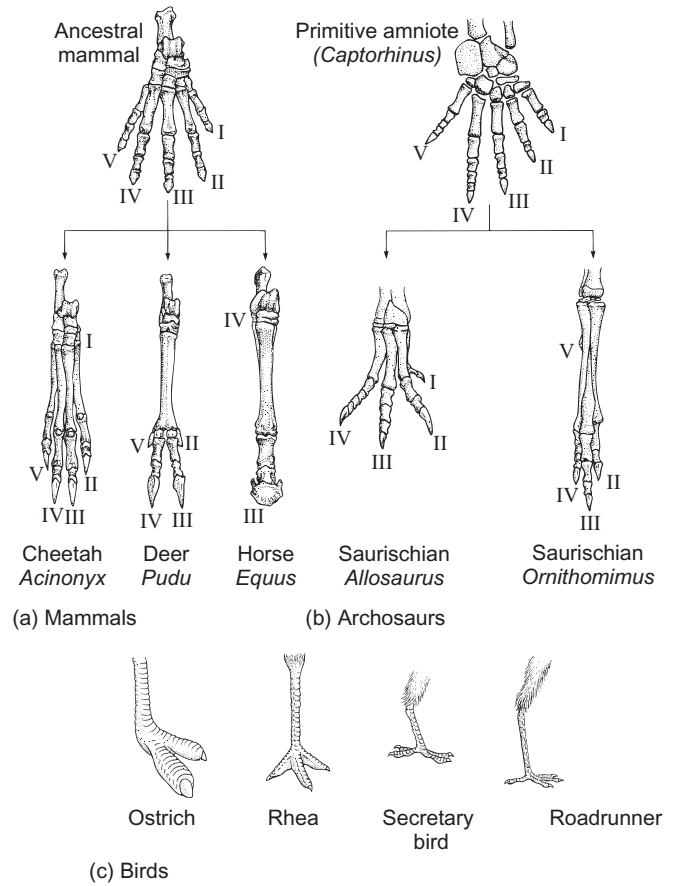 Ancestral
mammal
I
II
III
IV
V
Primitive amniote
(Captorhinus)
I
II
III
IV
V
I
II
III
IV
V
Cheetah
Acinonyx
V
II
IV
III
Deer
Pudu
IV
III
Horse
Equus
(a) Mammals
I
II
III
IV
Saurischian
Allosaurus
V
IV
II
III
Saurischian
Ornithomimus
(b) Archosaurs
Ostrich
Rhea
Secretary
bird
Roadrunner
(c) Birds